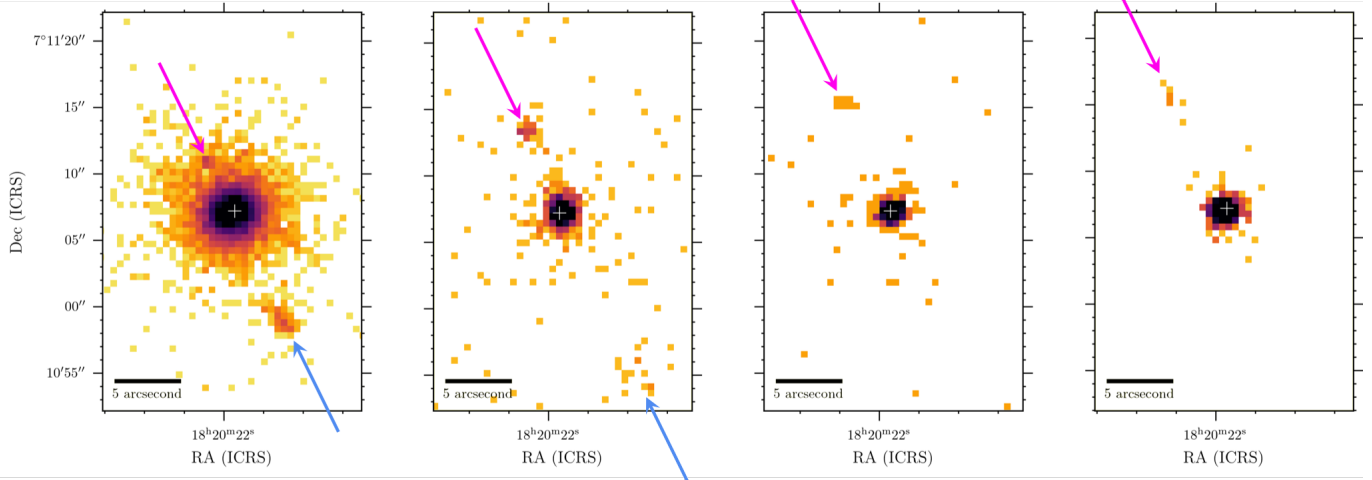 Dec (ICRS)
7°11′20″
15″
10″
05″
00″
10′55″
5 arcsecond
5 arcsecond
5 arcsecond
5 arcsecond
18ʰ20ᵐ22ˢ
18ʰ20ᵐ22ˢ
18ʰ20ᵐ22ˢ
18ʰ20ᵐ22ˢ
RA (ICRS)
RA (ICRS)
RA (ICRS)
RA (ICRS)